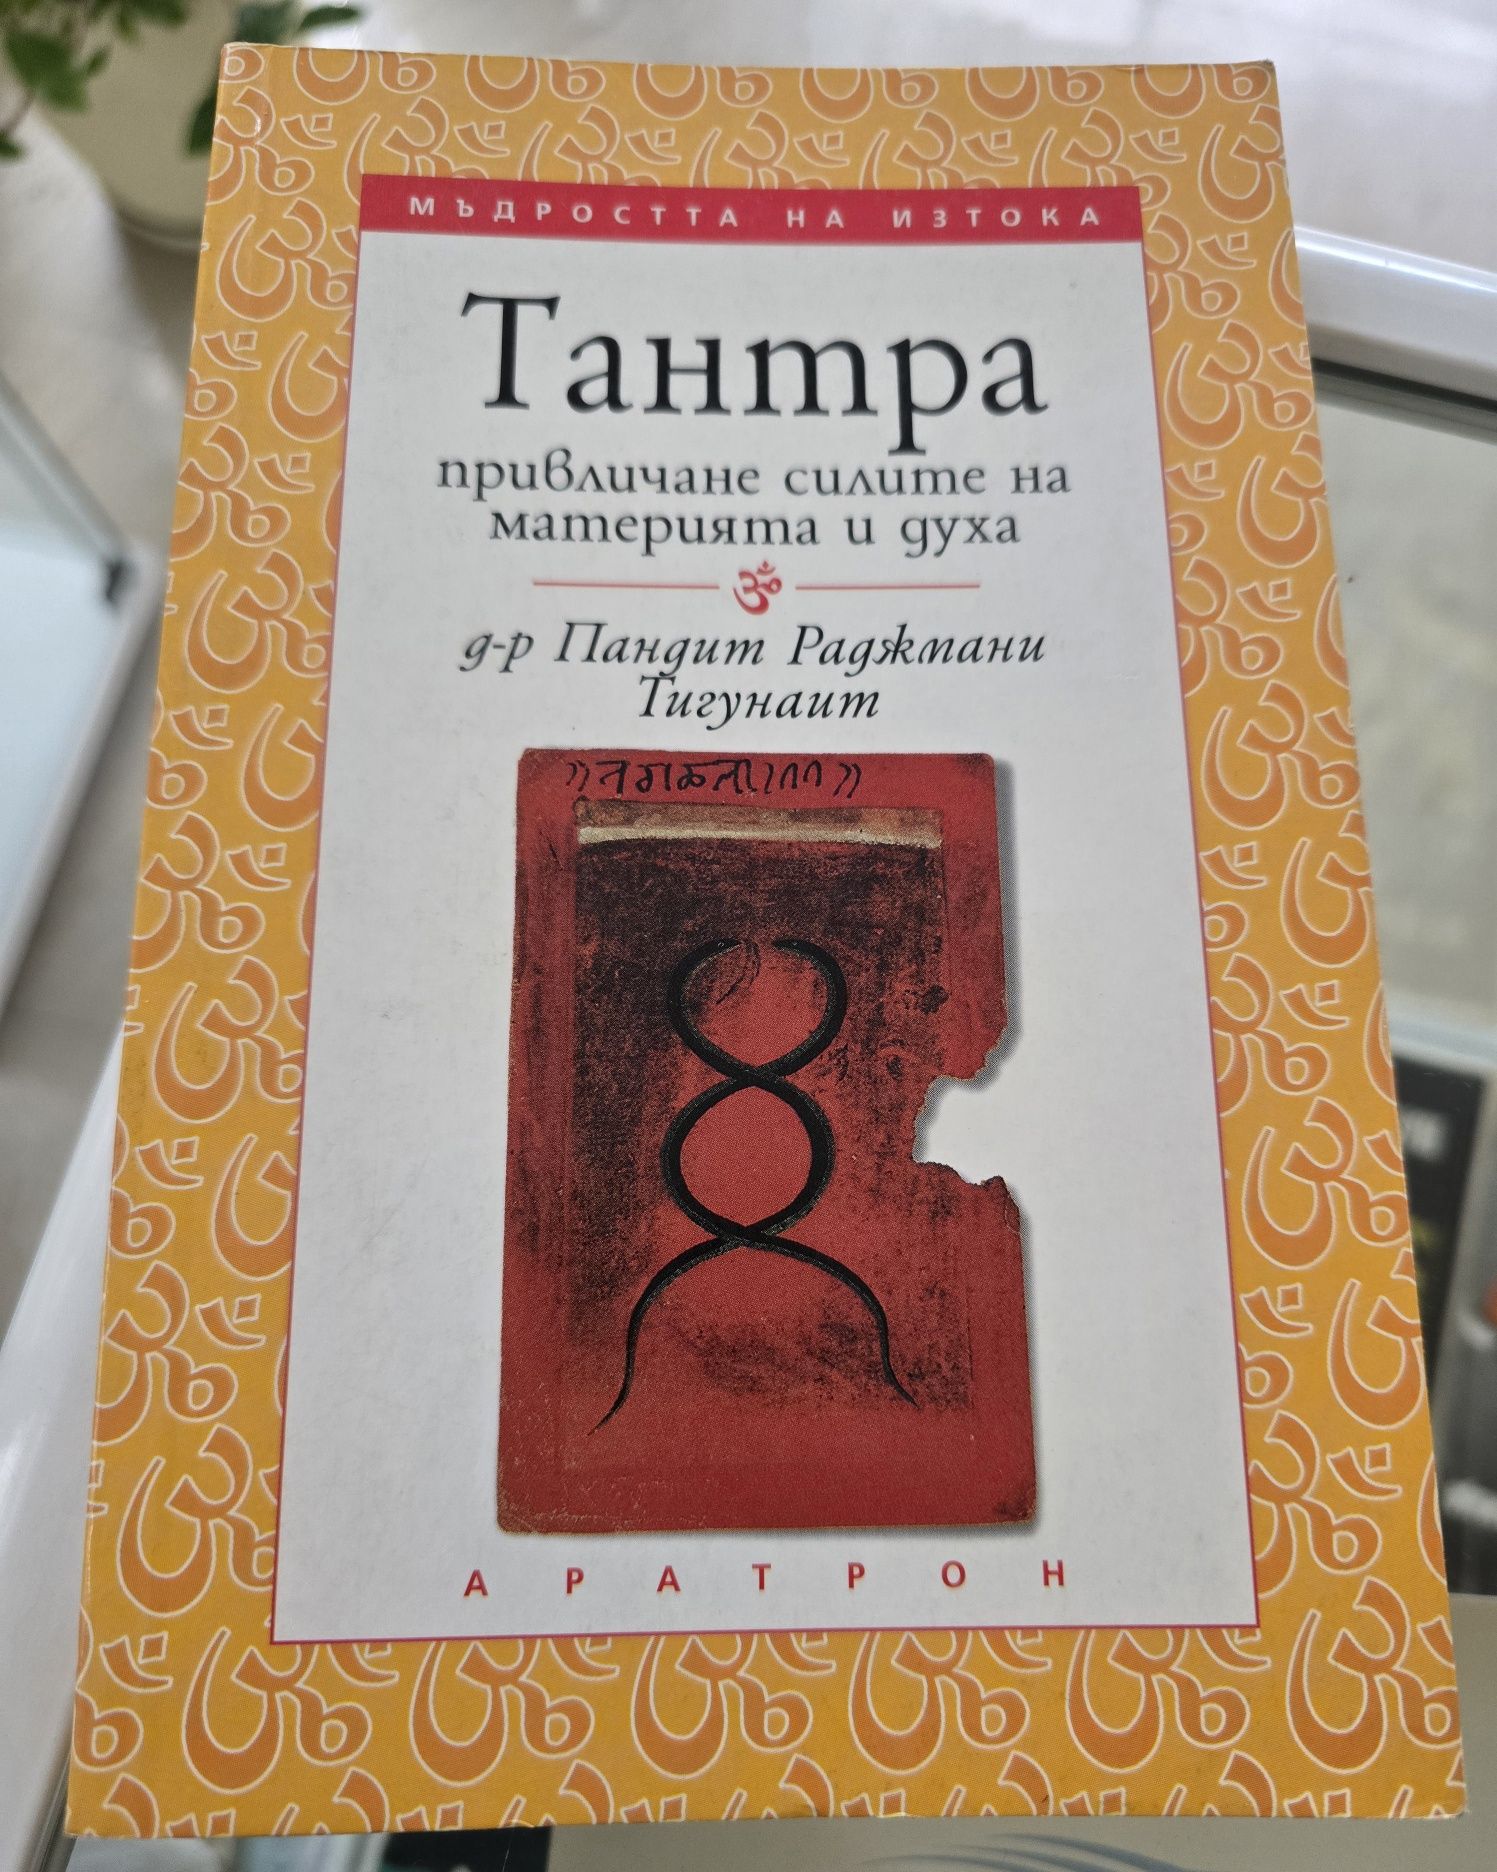 МЪДРОСТТА НА ИЗТОКА
Тантра
привличане силите на
материята и духа
ॐ
д-р Пандит Раджмани
Тигунаит
АРАТРОН